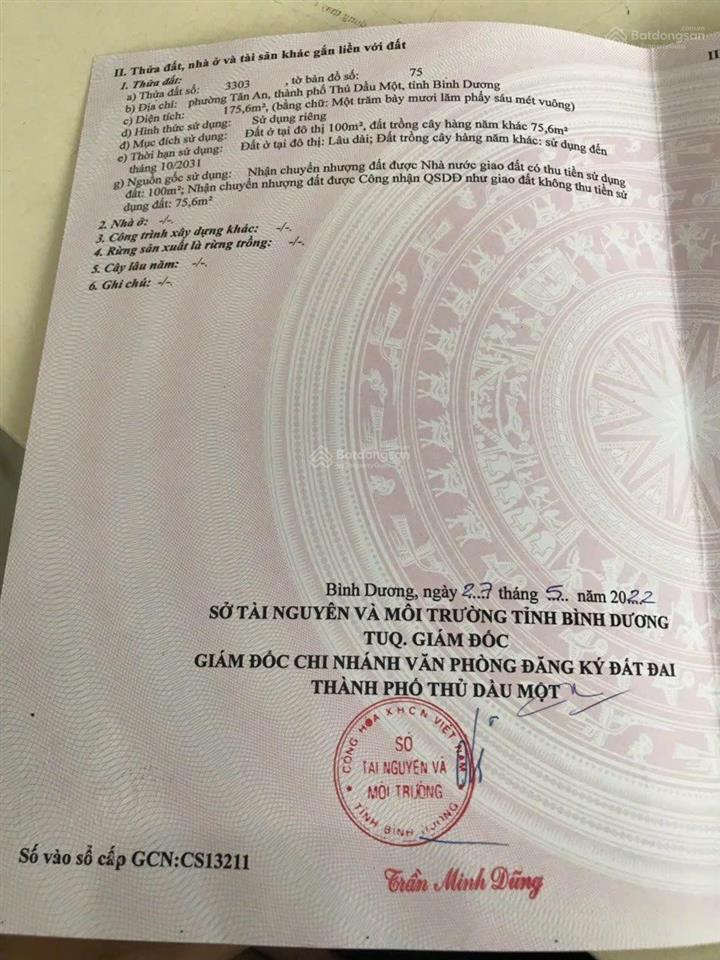 II. Thửa đất, nhà ở và tài sản khác gắn liền với đất
1. Thửa đất:
a) Thửa đất số: 3303 , tờ bản đồ số: 75
b) Địa chỉ: phường Tân An, thành phố Thủ Dầu Một, tỉnh Bình Dương
c) Diện tích: 175,6m², (bằng chữ: Một trăm bảy mươi lăm phẩy sáu mét vuông)
d) Hình thức sử dụng: Sử dụng riêng
đ) Mục đích sử dụng: Đất ở tại đô thị 100m², đất trồng cây hàng năm khác 75,6m²
e) Thời hạn sử dụng: Đất ở tại đô thị: Lâu dài; Đất trồng cây hàng năm khác: sử dụng đến
tháng 10/2031
g) Nguồn gốc sử dụng: Nhận chuyển nhượng đất được Nhà nước giao đất có thu tiền sử dụng
đất: 100m²; Nhận chuyển nhượng đất được Công nhận QSDĐ như giao đất không thu tiền sử
dụng đất: 75,6m²
2. Nhà ở: -/-.
3. Công trình xây dựng khác: -/-.
4. Rừng sản xuất là rừng trồng: -/-.
5. Cây lâu năm: -/-.
6. Ghi chú: -/-.
II
Batdongsan.com.vn
by PropertyGuru
Batdongsan
by PropertyGuru
Bình Dương, ngày 27 tháng 5 năm 2022
SỞ TÀI NGUYÊN VÀ MÔI TRƯỜNG TỈNH BÌNH DƯƠNG
TUQ. GIÁM ĐỐC
GIÁM ĐỐC CHI NHÁNH VĂN PHÒNG ĐĂNG KÝ ĐẤT ĐAI
THÀNH PHỐ THỦ DẦU MỘT
CỘNG HÒA XHCN VIỆT NAM
SỞ
TÀI NGUYÊN VÀ
MÔI TRƯỜNG
TỈNH BÌNH DƯƠNG
Số vào sổ cấp GCN:CS13211
Trần Minh Dũng